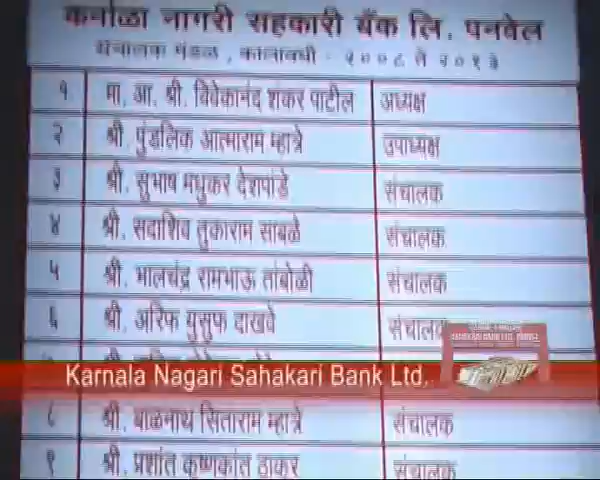 कर्नाळा नागरी सहकारी बँक लि. पनवेल
संचालक मंडळ , कालावधी - २००८ ते २०१३
१ मा. आ. श्री. विवेकानंद शंकर पाटील अध्यक्ष
२ श्री. पुंडलिक आत्माराम म्हात्रे उपाध्यक्ष
३ श्री. सुभाष मधुकर देशपांडे संचालक
४ श्री. सदाशिव तुकाराम साबळे संचालक
५ श्री. भालचंद्र रामभाऊ तांबोळी संचालक
६ श्री. अरिफ युसुफ दाखवे संचालक
Karnala Nagari Sahakari Bank Ltd.
८ श्री. बाळनाथ सिताराम म्हात्रे संचालक
९ श्री. प्रशांत कृष्णकांत ठाकुर संचालक